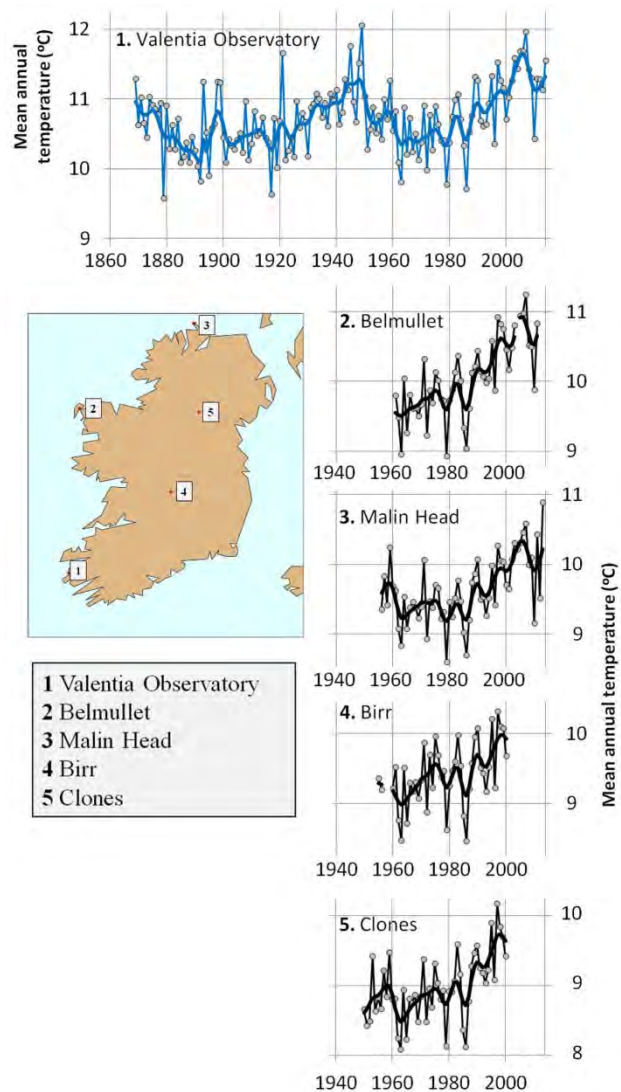 Mean annual
temperature (°C)
12
1. Valentia Observatory
11
10
9
1860 1880 1900 1920 1940 1960 1980 2000
3
2
5
4
1
1 Valentia Observatory
2 Belmullet
3 Malin Head
4 Birr
5 Clones
2. Belmullet
11
10
9
1940 1960 1980 2000
3. Malin Head
11
10
9
1940 1960 1980 2000
4. Birr
10
9
1940 1960 1980 2000
5. Clones
10
9
8
1940 1960 1980 2000
Mean annual temperature (°C)